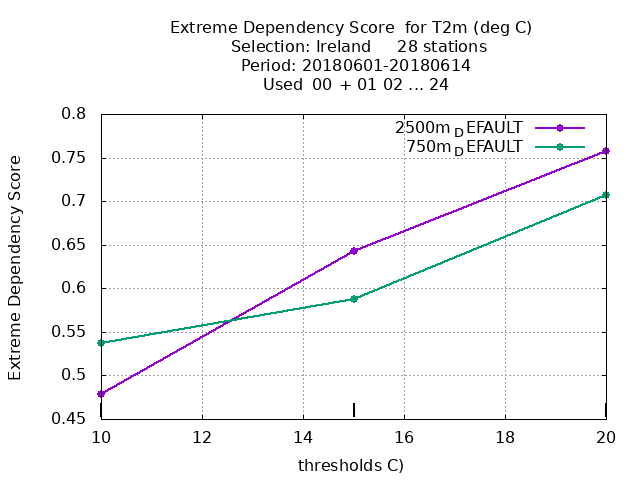 Extreme Dependency Score  for T2m (deg C)
Selection: Ireland     28 stations
Period: 20180601-20180614
Used  00 + 01 02 ... 24
2500m_DEFAULT
750m_DEFAULT
Extreme Dependency Score
0.8
0.75
0.7
0.65
0.6
0.55
0.5
0.45
10 12 14 16 18 20
thresholds C)